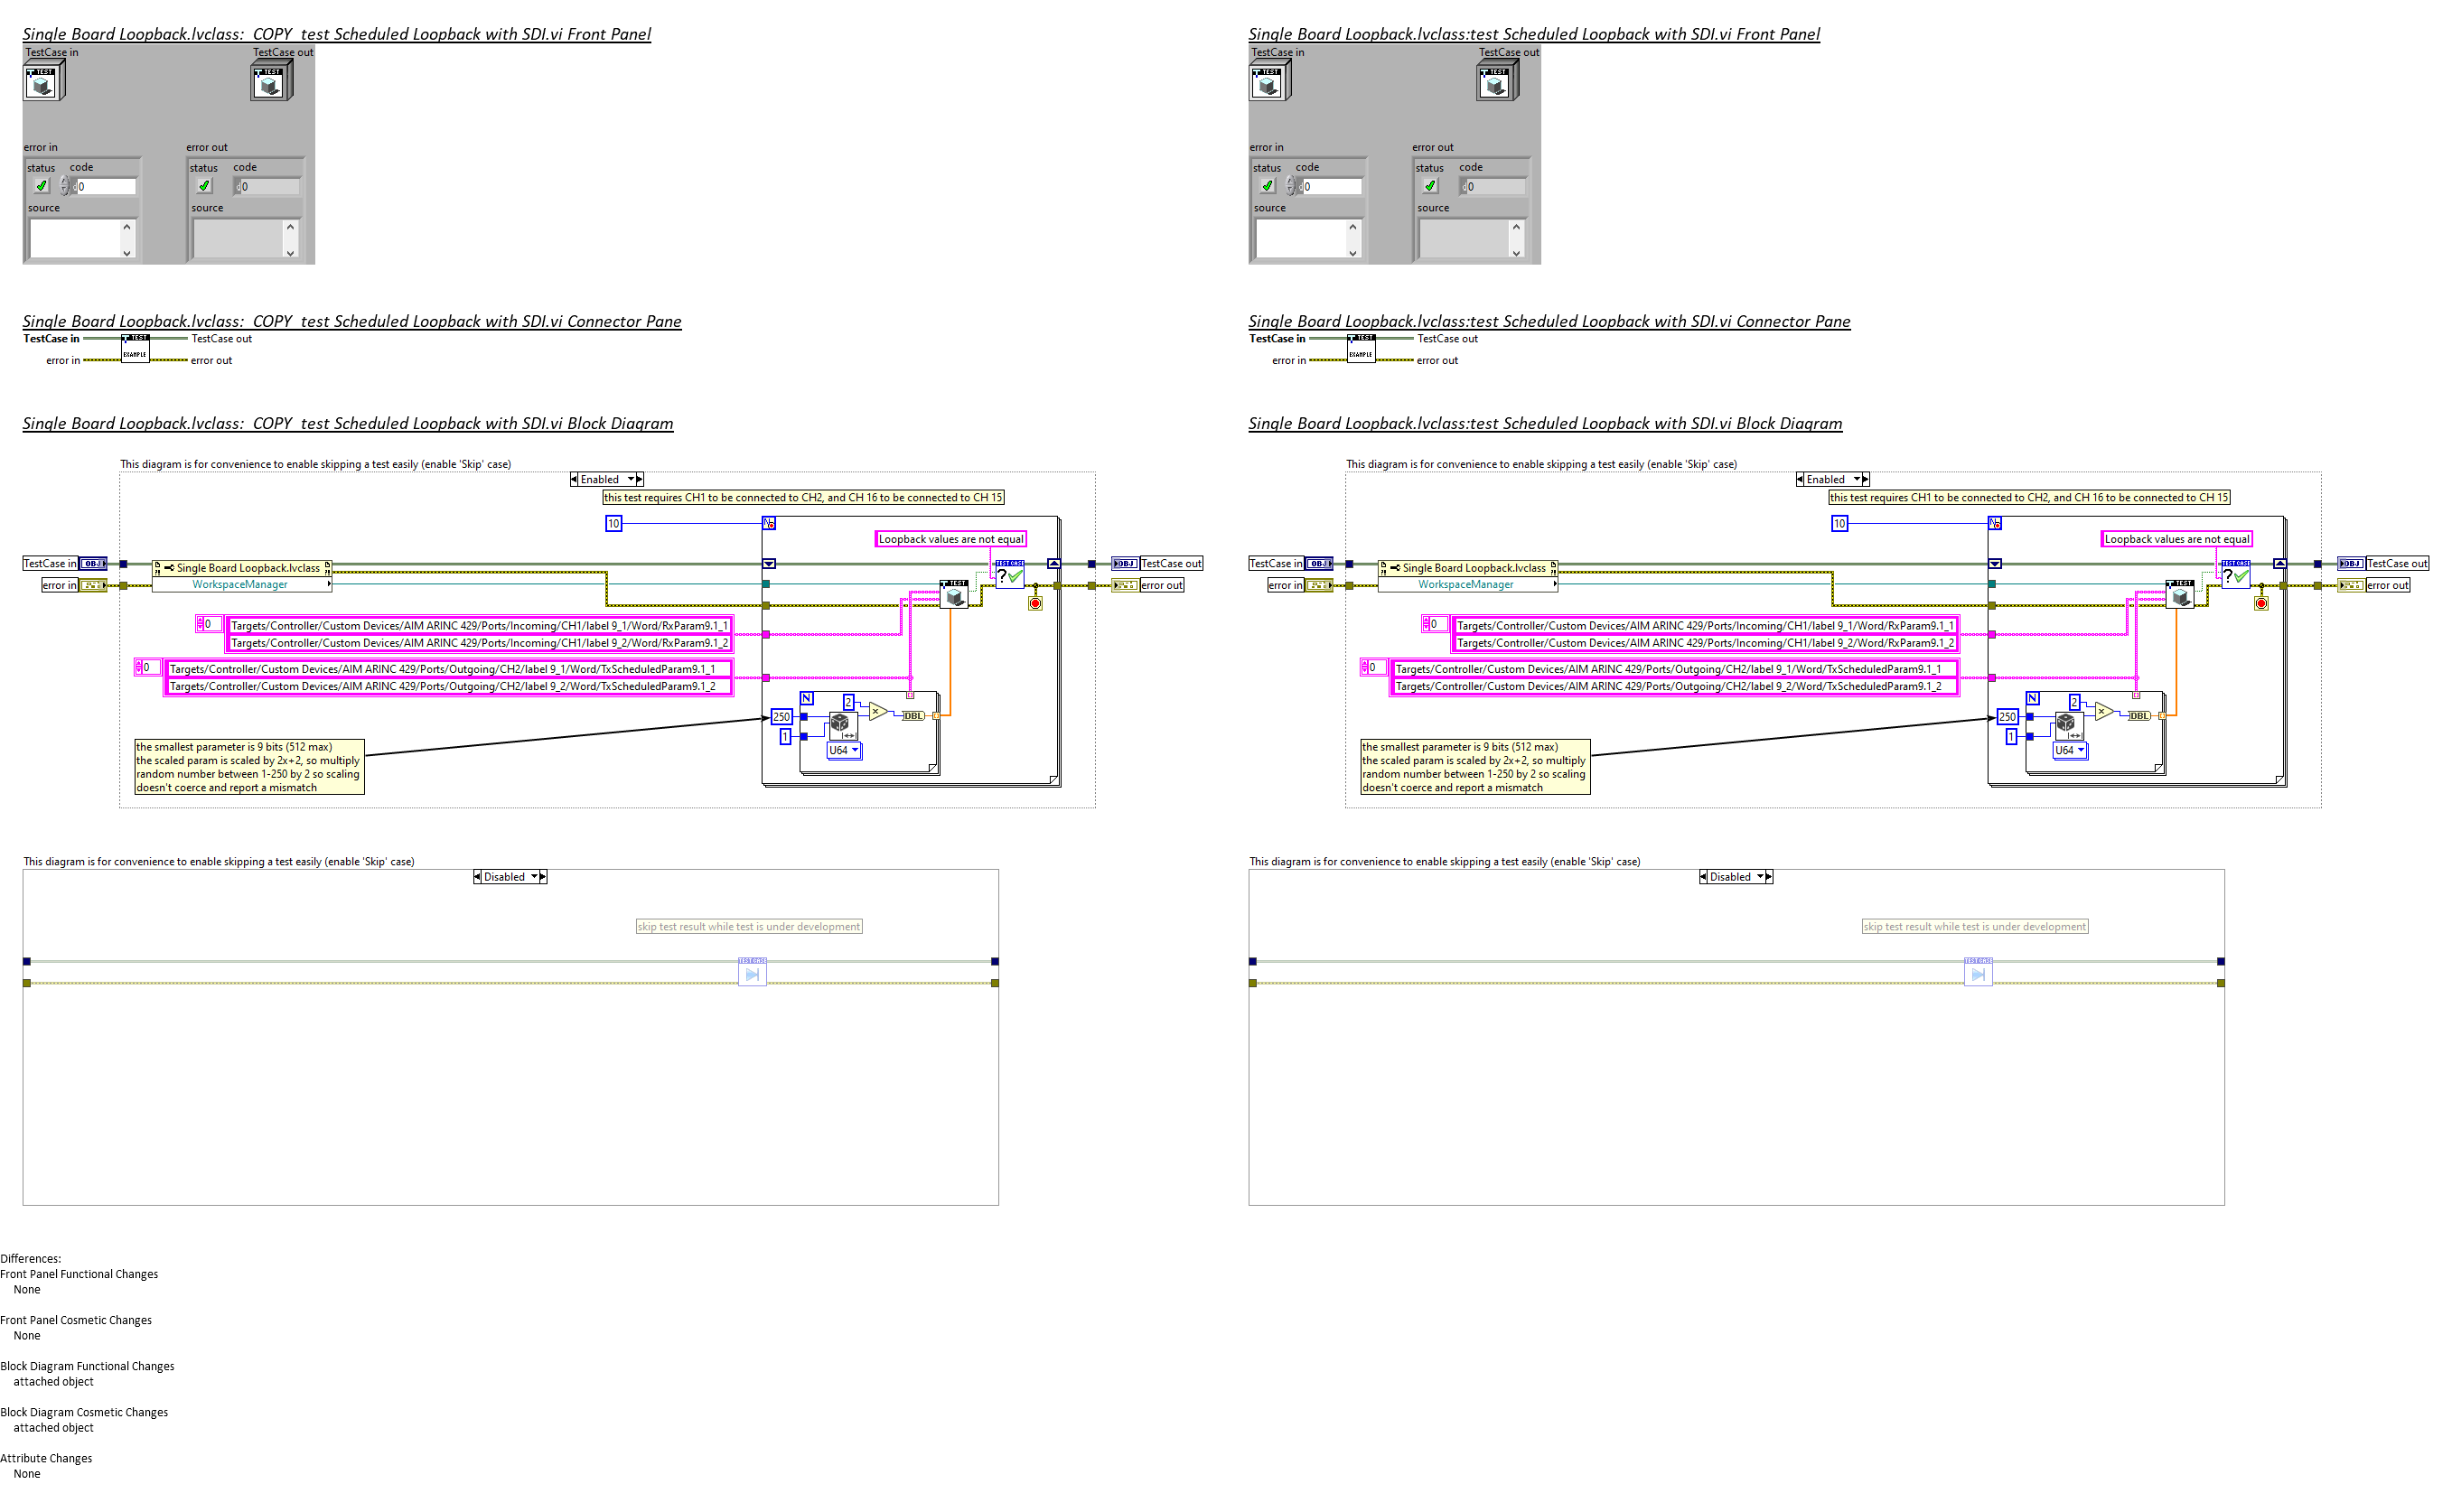 Single Board Loopback.lvclass:  COPY  test Scheduled Loopback with SDI.vi Front Panel
TestCase in
TestCase out
TEST
TEST
error in
error out
status
code
status
code
0
0
source
source
Single Board Loopback.lvclass:  COPY  test Scheduled Loopback with SDI.vi Connector Pane
TestCase in
TEST
TestCase out
error in
EXAMPLE
error out
Single Board Loopback.lvclass:  COPY  test Scheduled Loopback with SDI.vi Block Diagram
This diagram is for convenience to enable skipping a test easily (enable 'Skip' case)
Enabled
this test requires CH1 to be connected to CH2, and CH 16 to be connected to CH 15
10
N
Loopback values are not equal
TestCase in
OBJ
Single Board Loopback.lvclass
TEST CASE
OBJ
TestCase out
error in
WorkspaceManager
TEST
?
error out
0
Targets/Controller/Custom Devices/AIM ARINC 429/Ports/Incoming/CH1/label 9_1/Word/RxParam9.1_1
Targets/Controller/Custom Devices/AIM ARINC 429/Ports/Incoming/CH1/label 9_2/Word/RxParam9.1_2
0
Targets/Controller/Custom Devices/AIM ARINC 429/Ports/Outgoing/CH2/label 9_1/Word/TxScheduledParam9.1_1
Targets/Controller/Custom Devices/AIM ARINC 429/Ports/Outgoing/CH2/label 9_2/Word/TxScheduledParam9.1_2
N
2
250
x
DBL
1
U64
the smallest parameter is 9 bits (512 max)
the scaled param is scaled by 2x+2, so multiply
random number between 1-250 by 2 so scaling
doesn't coerce and report a mismatch
This diagram is for convenience to enable skipping a test easily (enable 'Skip' case)
Disabled
skip test result while test is under development
TEST CASE
Single Board Loopback.lvclass:test Scheduled Loopback with SDI.vi Front Panel
TestCase in
TestCase out
TEST
TEST
error in
error out
status
code
status
code
0
0
source
source
Single Board Loopback.lvclass:test Scheduled Loopback with SDI.vi Connector Pane
TestCase in
TEST
TestCase out
error in
EXAMPLE
error out
Single Board Loopback.lvclass:test Scheduled Loopback with SDI.vi Block Diagram
This diagram is for convenience to enable skipping a test easily (enable 'Skip' case)
Enabled
this test requires CH1 to be connected to CH2, and CH 16 to be connected to CH 15
10
N
Loopback values are not equal
TestCase in
OBJ
Single Board Loopback.lvclass
TEST CASE
OBJ
TestCase out
error in
WorkspaceManager
TEST
?
error out
0
Targets/Controller/Custom Devices/AIM ARINC 429/Ports/Incoming/CH1/label 9_1/Word/RxParam9.1_1
Targets/Controller/Custom Devices/AIM ARINC 429/Ports/Incoming/CH1/label 9_2/Word/RxParam9.1_2
0
Targets/Controller/Custom Devices/AIM ARINC 429/Ports/Outgoing/CH2/label 9_1/Word/TxScheduledParam9.1_1
Targets/Controller/Custom Devices/AIM ARINC 429/Ports/Outgoing/CH2/label 9_2/Word/TxScheduledParam9.1_2
N
2
250
x
DBL
1
U64
the smallest parameter is 9 bits (512 max)
the scaled param is scaled by 2x+2, so multiply
random number between 1-250 by 2 so scaling
doesn't coerce and report a mismatch
This diagram is for convenience to enable skipping a test easily (enable 'Skip' case)
Disabled
skip test result while test is under development
TEST CASE
Differences:
Front Panel Functional Changes
None
Front Panel Cosmetic Changes
None
Block Diagram Functional Changes
attached object
Block Diagram Cosmetic Changes
attached object
Attribute Changes
None